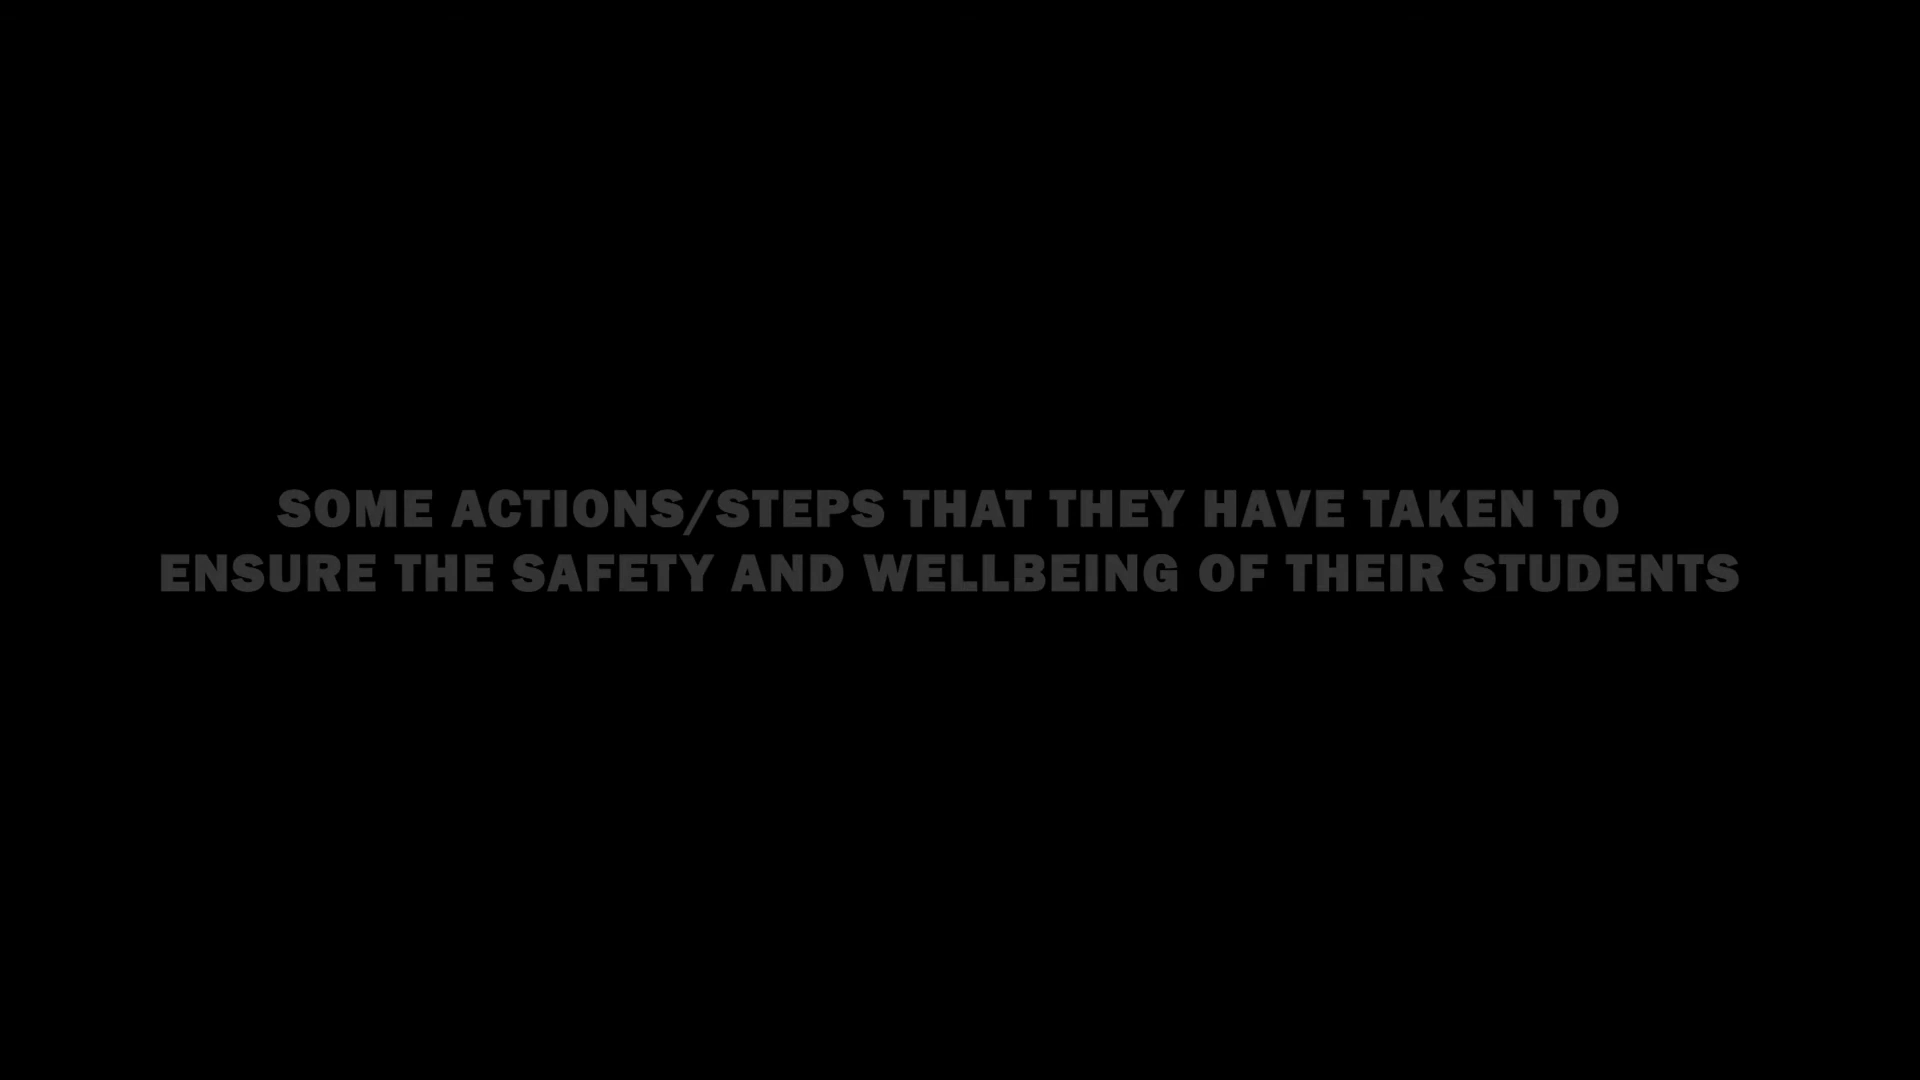 SOME ACTIONS/STEPS THAT THEY HAVE TAKEN TO
ENSURE THE SAFETY AND WELLBEING OF THEIR STUDENTS